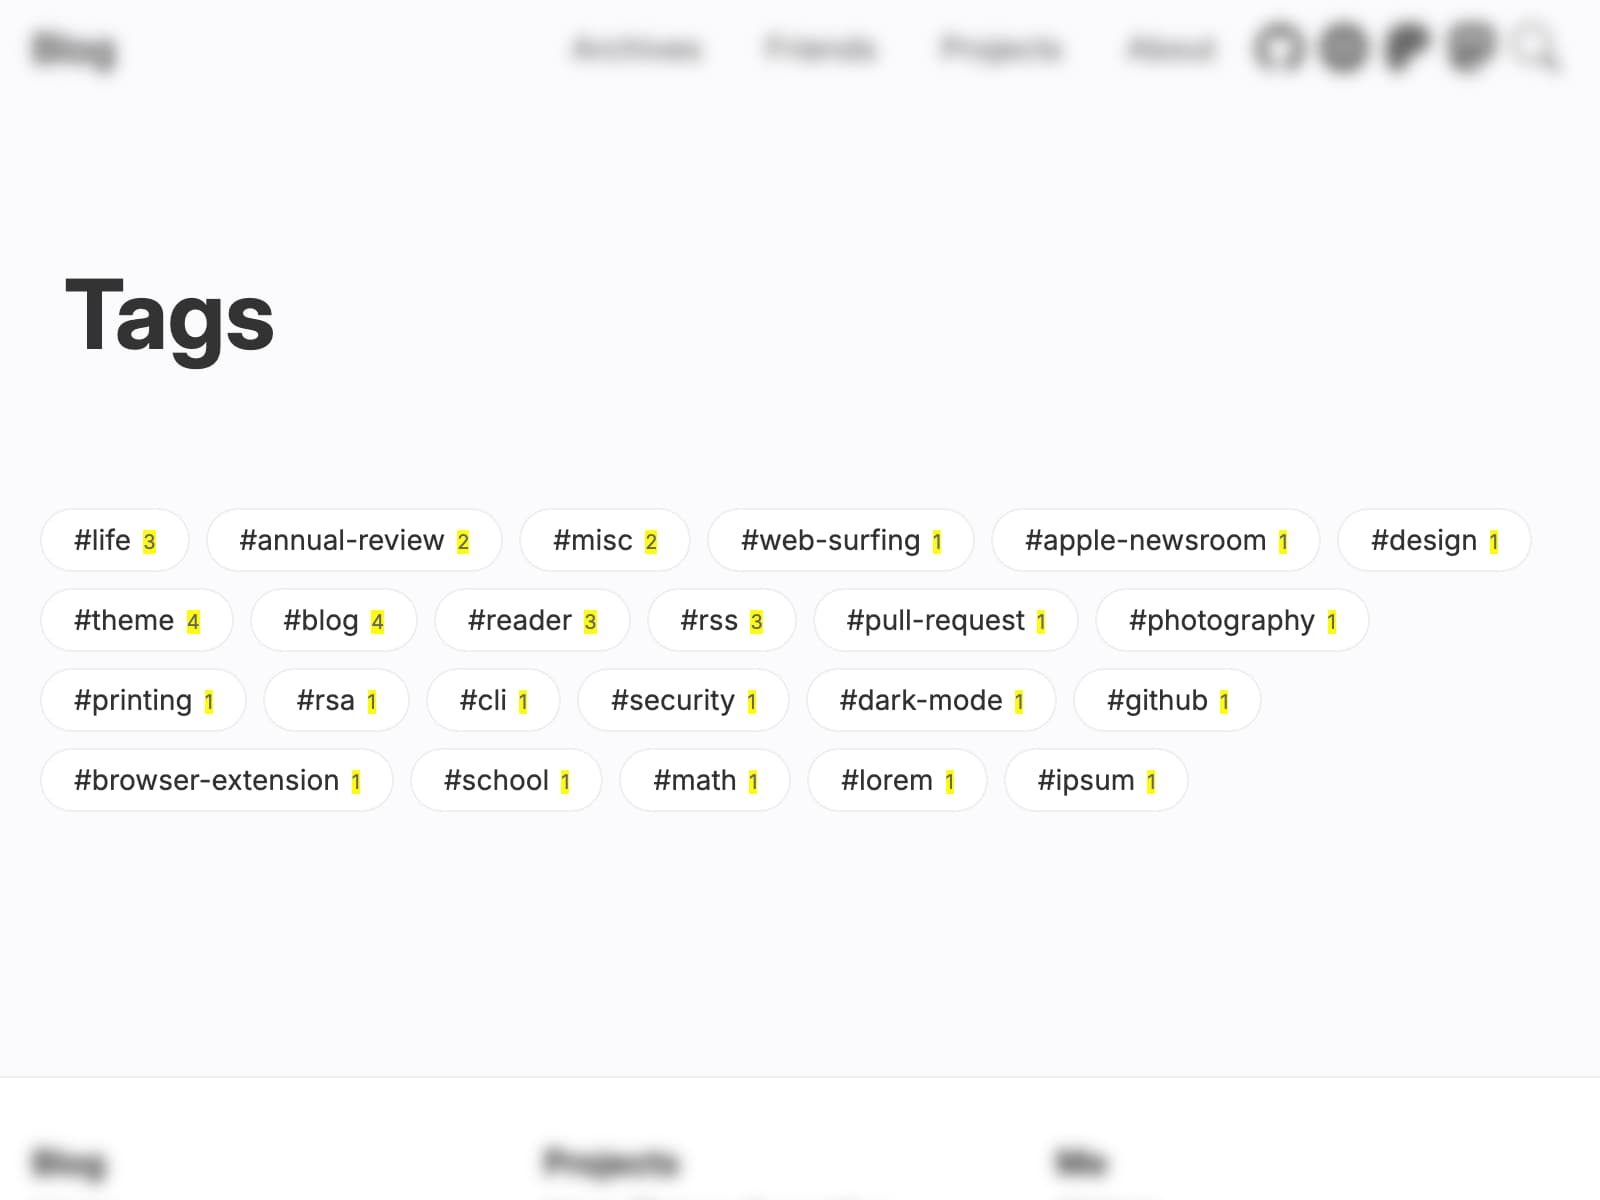 Blog Archives Friends Projects About
Tags
#life 3 #annual-review 2 #misc 2 #web-surfing 1 #apple-newsroom 1 #design 1
#theme 4 #blog 4 #reader 3 #rss 3 #pull-request 1 #photography 1
#printing 1 #rsa 1 #cli 1 #security 1 #dark-mode 1 #github 1
#browser-extension 1 #school 1 #math 1 #lorem 1 #ipsum 1
Blog Projects Me